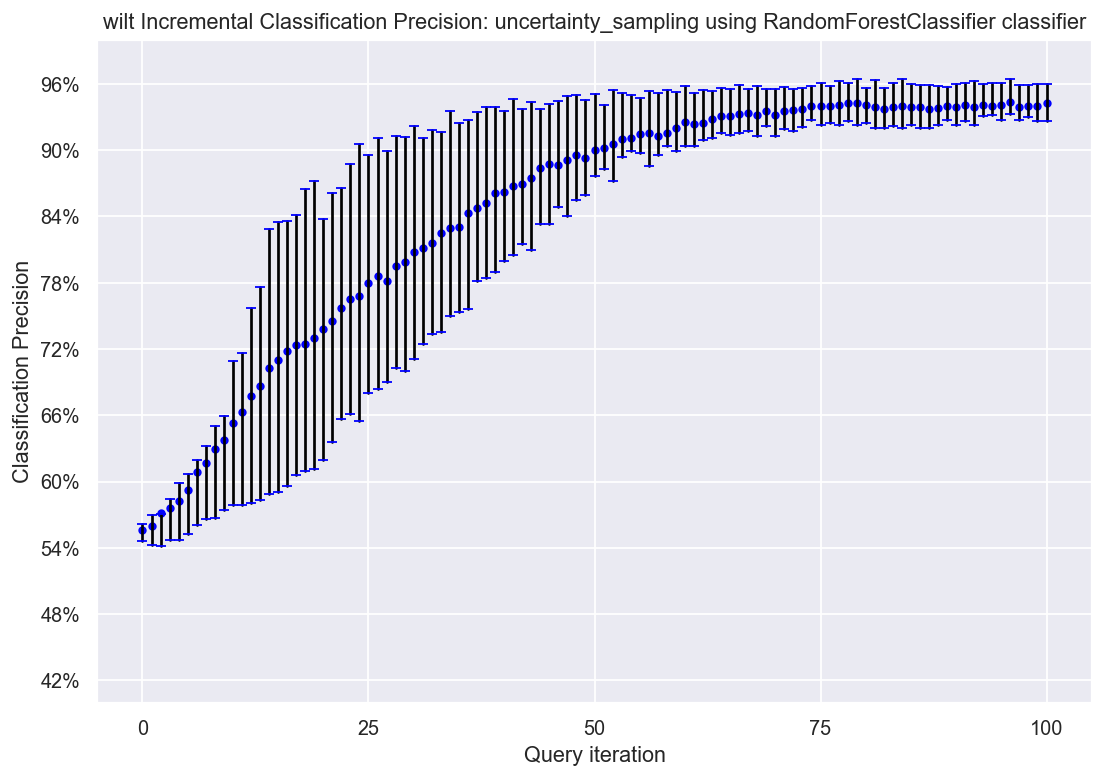 wilt Incremental Classification Precision: uncertainty_sampling using RandomForestClassifier classifier
96%
90%
84%
78%
72%
66%
60%
54%
48%
42%
Classification Precision
0 25 50 75 100
Query iteration